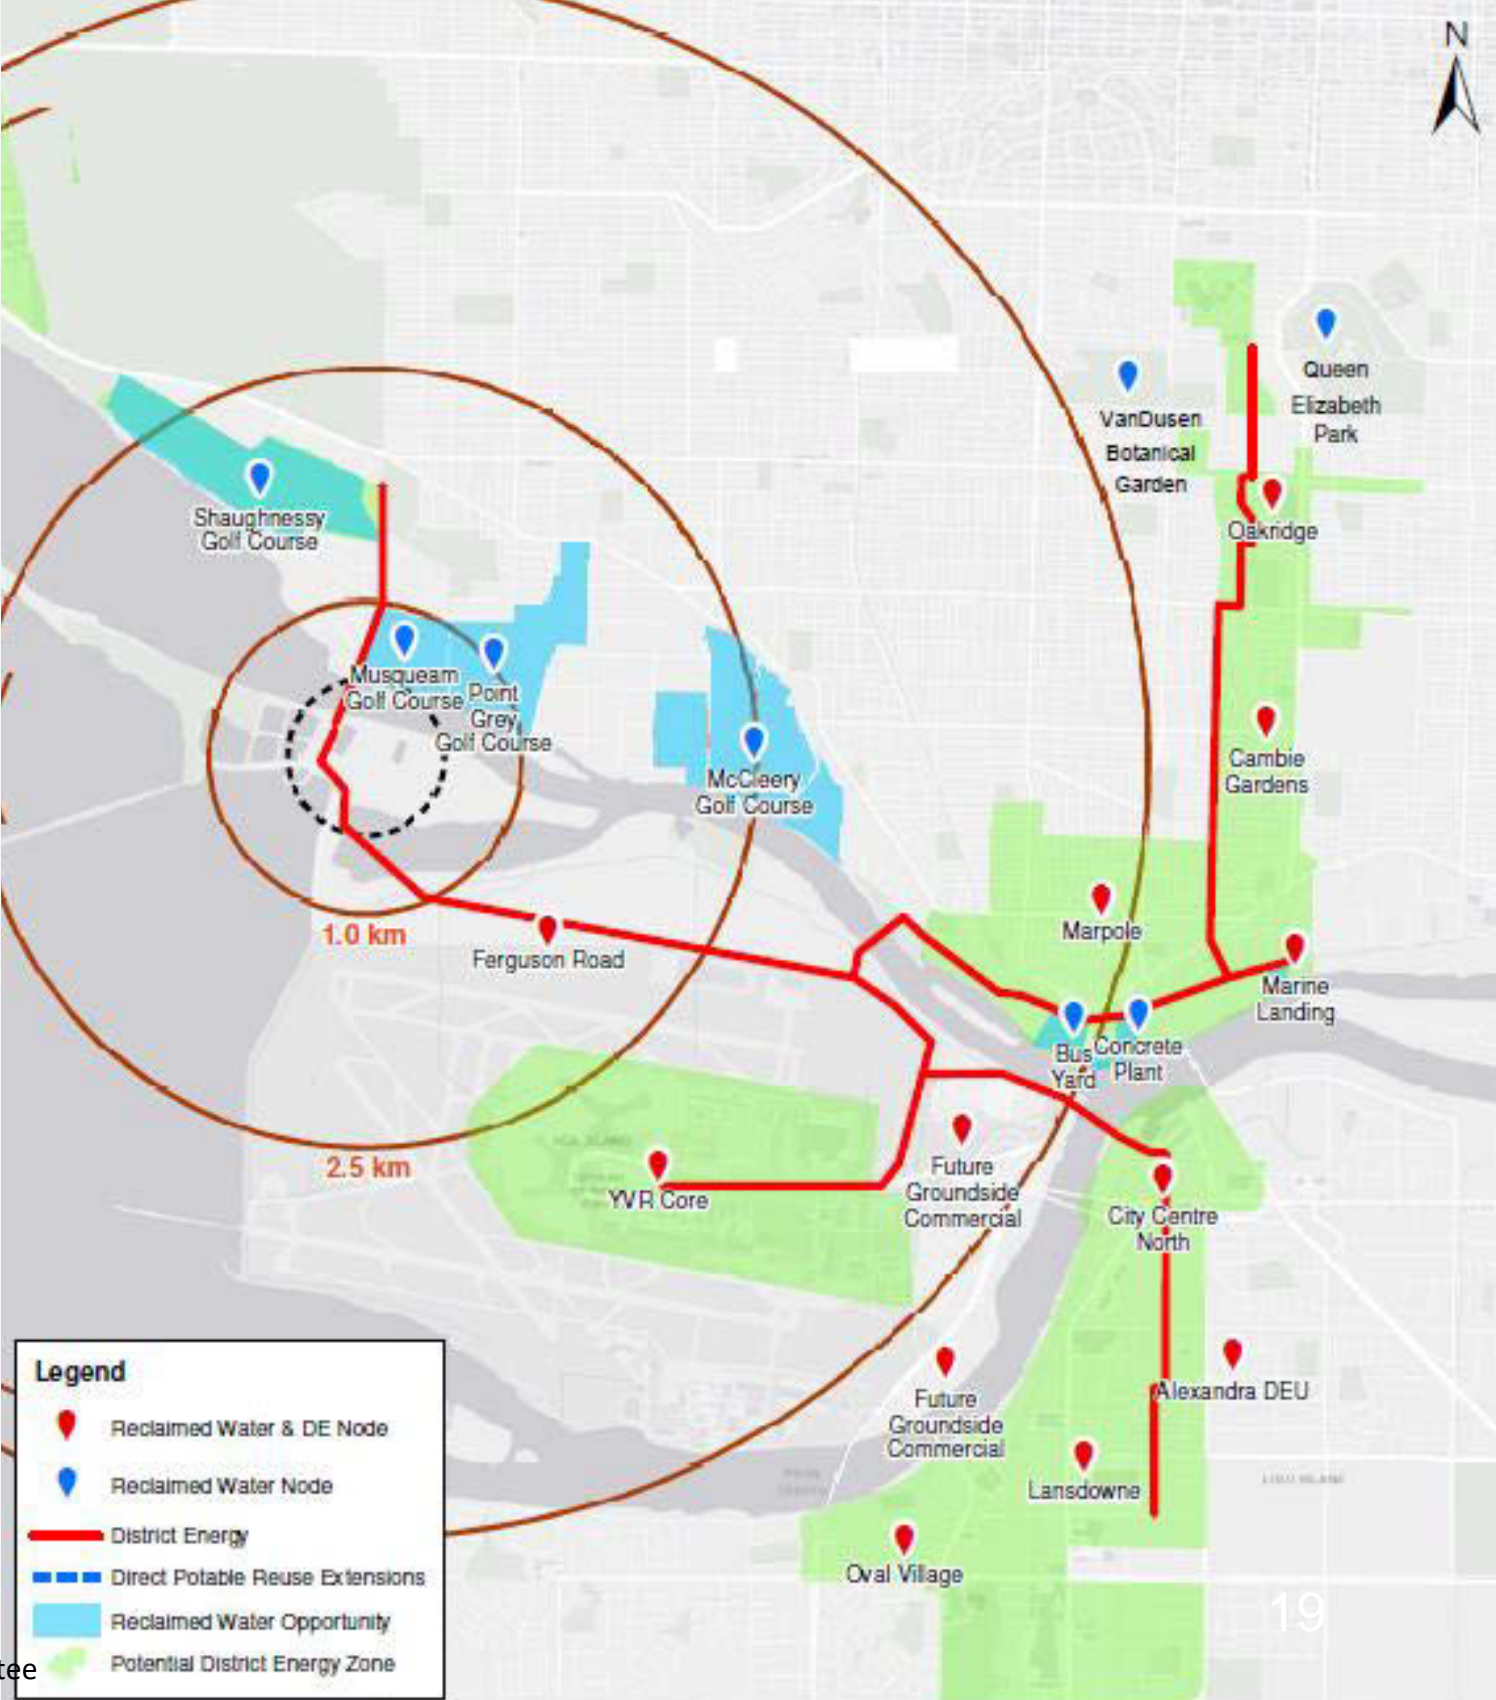 N
Queen
Elizabeth
Park
VanDusen
Botanical
Garden
Shaughnessy
Golf Course
Oakridge
Musqueam
Golf Course
Point
Grey
Golf Course
McCleery
Golf Course
Cambie
Gardens
Marpole
1.0 km
Ferguson Road
Marine
Landing
Bus
Yard
Concrete
Plant
2.5 km
YVR Core
Future
Groundside
Commercial
City Centre
North
Future
Groundside
Commercial
Alexandra DEU
Lansdowne
LULU ISLAND
Oval Village
Legend
Reclaimed Water & DE Node
Reclaimed Water Node
District Energy
Direct Potable Reuse Extensions
Reclaimed Water Opportunity
Potential District Energy Zone
19
tee